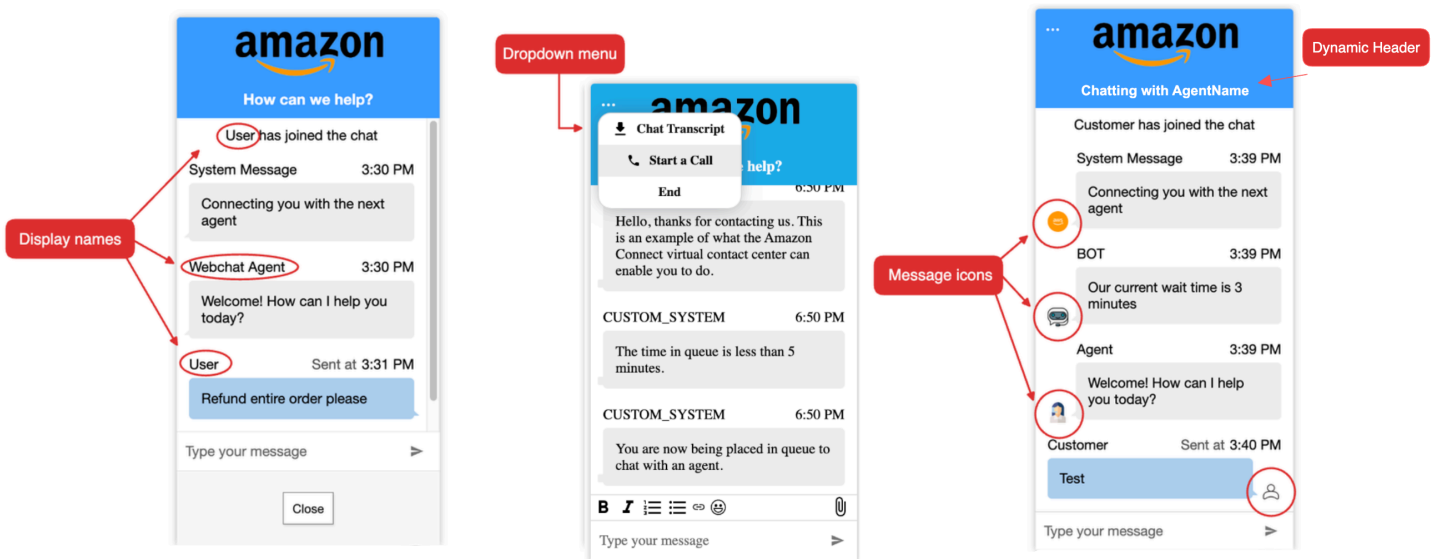 Display names
amazon
How can we help?
User has joined the chat
System Message 3:30 PM
Connecting you with the next
agent
Webchat Agent 3:30 PM
Welcome! How can I help you
today?
User Sent at 3:31 PM
Refund entire order please
Type your message
Close
Dropdown menu
amazon
Chat Transcript
Start a Call
End
help?
6:50 PM
Hello, thanks for contacting us. This
is an example of what the Amazon
Connect virtual contact center can
enable you to do.
CUSTOM_SYSTEM 6:50 PM
The time in queue is less than 5
minutes.
CUSTOM_SYSTEM 6:50 PM
You are now being placed in queue to
chat with an agent.
B I
Type your message
Message icons
Dynamic Header
amazon
Chatting with AgentName
Customer has joined the chat
System Message 3:39 PM
Connecting you with the next
agent
BOT 3:39 PM
Our current wait time is 3
minutes
Agent 3:39 PM
Welcome! How can I help
you today?
Customer Sent at 3:40 PM
Test
Type your message